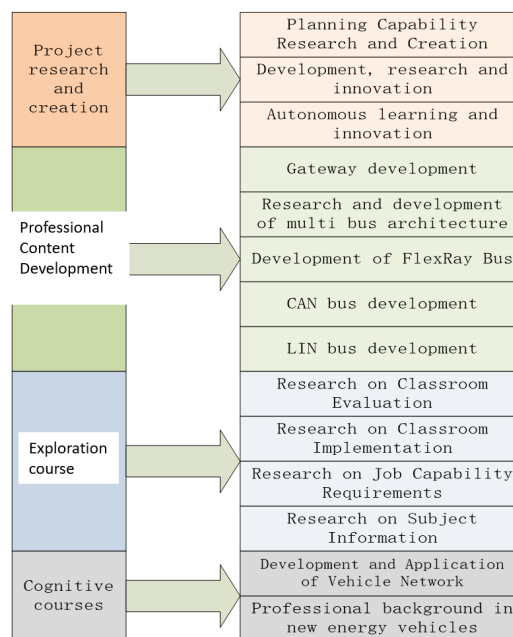 Project
research
and
creation
Planning Capability
Research and Creation
Development, research and
innovation
Autonomous learning and
innovation
Professional
Content
Development
Gateway development
Research and development
of multi bus architecture
Development of FlexRay Bus
CAN bus development
LIN bus development
Exploration
course
Research on Classroom
Evaluation
Research on Classroom
Implementation
Research on Job Capability
Requirements
Research on Subject
Information
Cognitive
courses
Development and Application
of Vehicle Network
Professional background in
new energy vehicles